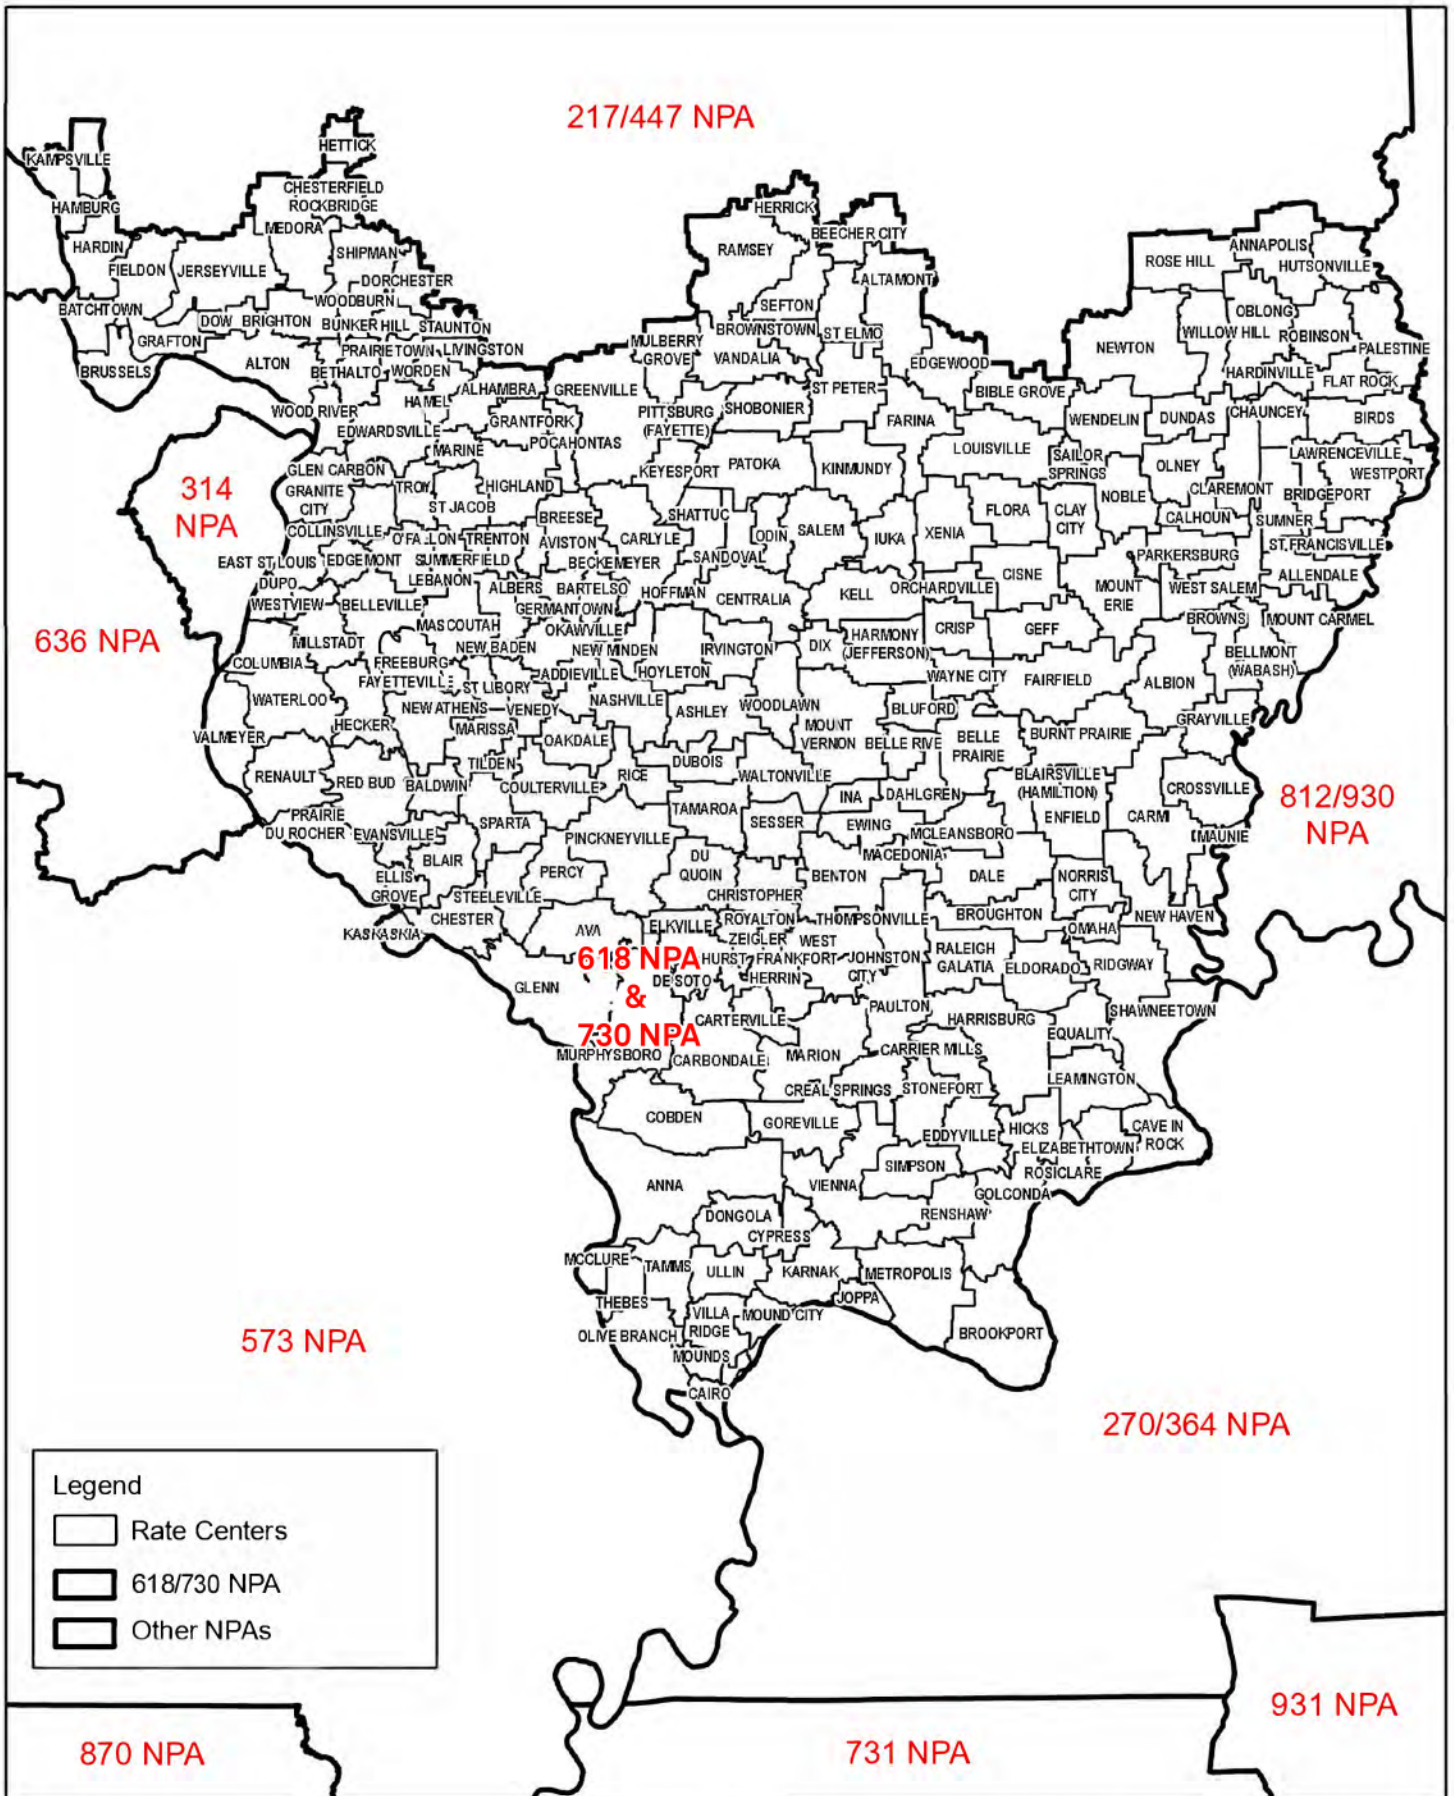 217/447 NPA
HETTICK
KAMPSVILLE
CHESTERFIELD
ROCKBRIDGE
HAMBURG
HERRICK
MEDORA
BEECHER CITY
HARDIN
SHIPMAN
RAMSEY
ANNAPOLIS
ROSE HILL
HUTSONVILLE
FIELDON
JERSEYVILLE
DORCHESTER
ALTAMONT
WOODBURN
SEFTON
BATCHTOWN
OBLONG
DOW
BRIGHTON
BUNKER HILL
STAUNTON
BROWNSTOWN
ST ELMO
WILLOW HILL
ROBINSON
GRAFTON
MULBERRY
GROVE
PRAIRIETOWN
LIVINGSTON
VANDALIA
NEWTON
PALESTINE
ALTON
BRUSSELS
BETHALTO
WORDEN
EDGEWOOD
HARDINVILLE
FLAT ROCK
ALHAMBRA
GREENVILLE
ST PETER
BIBLE GROVE
HAMEL
WOOD RIVER
PITTSBURG
(FAYETTE)
SHOBONIER
CHAUNCEY
GRANTFORK
FARINA
WENDELIN
DUNDAS
BIRDS
EDWARDSVILLE
POCAHONTAS
MARINE
LOUISVILLE
SAILOR
SPRINGS
LAWRENCEVILLE
GLEN CARBON
KEYESPORT
PATOKA
KINMUNDY
OLNEY
WESTPORT
314
NPA
GRANITE
CITY
TROY
HIGHLAND
CLAREMONT
BRIDGEPORT
NOBLE
ST JACOB
SHATTUC
FLORA
CLAY
CITY
BREESE
CALHOUN
SUMNER
COLLINSVILLE
O'FALLON
TRENTON
AVISTON
CARLYLE
ODIN
SALEM
IUKA
XENIA
ST.FRANCISVILLE
EAST ST.LOUIS
EDGEMONT
SUMMERFIELD
BECKEMEYER
SANDOVAL
PARKERSBURG
DUPO
LEBANON
ALBERS
BARTELSO
HOFFMAN
ORCHARDVILLE
CISNE
ALLENDALE
WESTVIEW
BELLEVILLE
GERMANTOWN
CENTRALIA
KELL
MOUNT
ERIE
WEST SALEM
MASCOUTAH
OKAWVILLE
CRISP
GEFF
BROWNS
MOUNT CARMEL
636 NPA
MILLSTADT
NEW BADEN
NEW MINDEN
IRVINGTON
DIX
HARMONY
(JEFFERSON)
BELLMONT
(WABASH)
COLUMBIA
FREEBURG
ADDIEVILLE
HOYLETON
FAYETTEVILLE
ST LIBORY
WAYNE CITY
FAIRFIELD
ALBION
WATERLOO
NASHVILLE
NEW ATHENS
VENEDY
ASHLEY
WOODLAWN
BLUFORD
HECKER
MARISSA
MOUNT
VERNON
GRAYVILLE
VALMEYER
OAKDALE
BELLE RIVE
BELLE
PRAIRIE
BURNT PRAIRIE
TILDEN
DUBOIS
RENAULT
RED BUD
BALDWIN
COULTERVILLE
RICE
WALTONVILLE
BLAIRSVILLE
(HAMILTION)
CROSSVILLE
INA
DAHLGREN
812/930
NPA
PRAIRIE
DU ROCHER
TAMAROA
SESSER
EWING
ENFIELD
CARMI
SPARTA
EVANSVILLE
PINCKNEYVILLE
MCLEANSBORO
MAUNIE
BLAIR
DU
QUOIN
MACEDONIA
ELLIS
GROVE
PERCY
BENTON
DALE
NORRIS
CITY
STEELEVILLE
CHRISTOPHER
CHESTER
AVA
ELKVILLE
ROYALTON
THOMPSONVILLE
BROUGHTON
NEW HAVEN
KASKASKIA
ZEIGLER
WEST
FRANKFORT
OMAHA
618 NPA
&
730 NPA
HURST
JOHNSTON
CITY
RALEIGH
GALATIA
ELDORADO
RIDGWAY
GLENN
DE SOTO
HERRIN
CARTERVILLE
PAULTON
HARRISBURG
SHAWNEETOWN
EQUALITY
MURPHYSBORO
CARBONDALE
MARION
CARRIER MILLS
LEAMINGTON
CREAL SPRINGS
STONEFORT
COBDEN
GOREVILLE
HICKS
CAVE IN
ROCK
EDDYVILLE
ELIZABETHTOWN
SIMPSON
ROSICLARE
ANNA
VIENNA
GOLCONDA
DONGOLA
RENSHAW
CYPRESS
MCCLURE
TAMMS
ULLIN
KARNAK
METROPOLIS
THEBES
JOPPA
VILLA
RIDGE
MOUND CITY
573 NPA
OLIVE BRANCH
BROOKPORT
MOUNDS
CAIRO
270/364 NPA
Legend
Rate Centers
618/730 NPA
Other NPAs
931 NPA
870 NPA
731 NPA